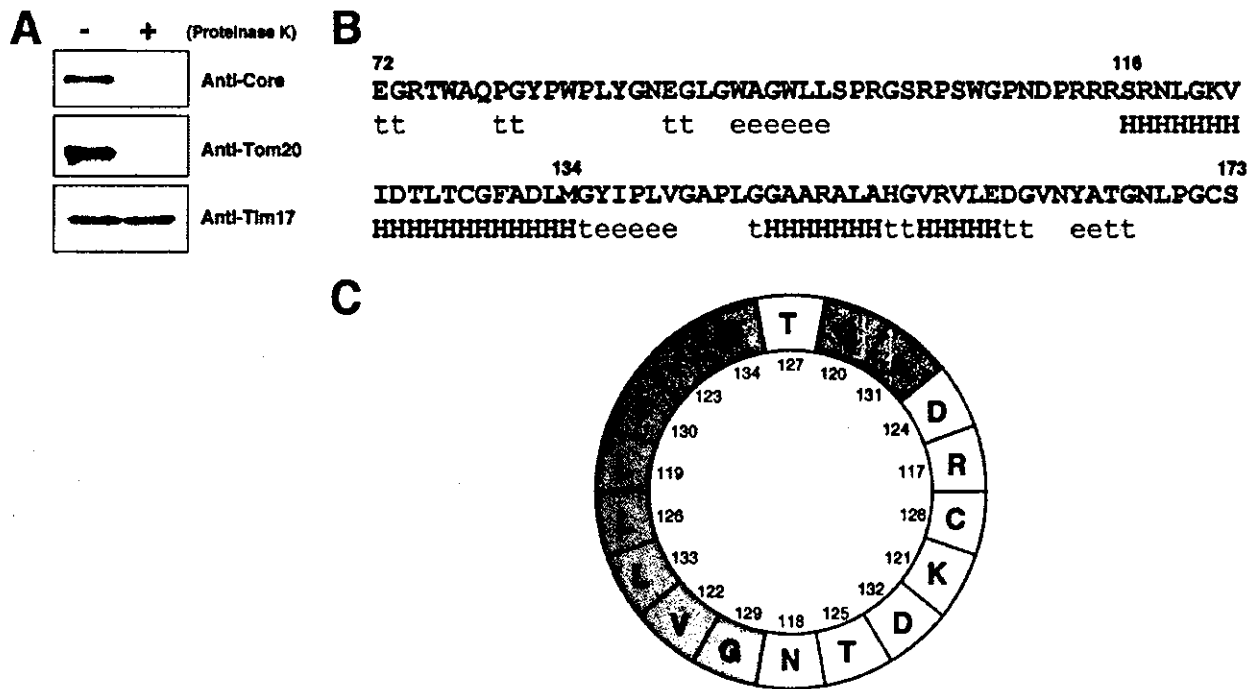 A
- + (Proteinase K)
Anti-Core
Anti-Tom20
Anti-Tim17
B
72 116
EGRTWAQPGYPWPLYGNEGLGWAGWLLSPRGSRPSWGPNDPRRRSRNLGKV
tt tt tt eeeeee HHHHHHH
134 173
IDTLTCGFADLMGYIPLVGAPLGGAARALAHGVRVLEDGVNYATGNLPGCS
HHHHHHHHHHHHteeeee tHHHHHHHttHHHHHtt eett
C
T
D
R
C
K
D
T
N
G
V
L
127
120
131
124
117
128
121
132
125
118
129
122
133
126
119
130
123
134